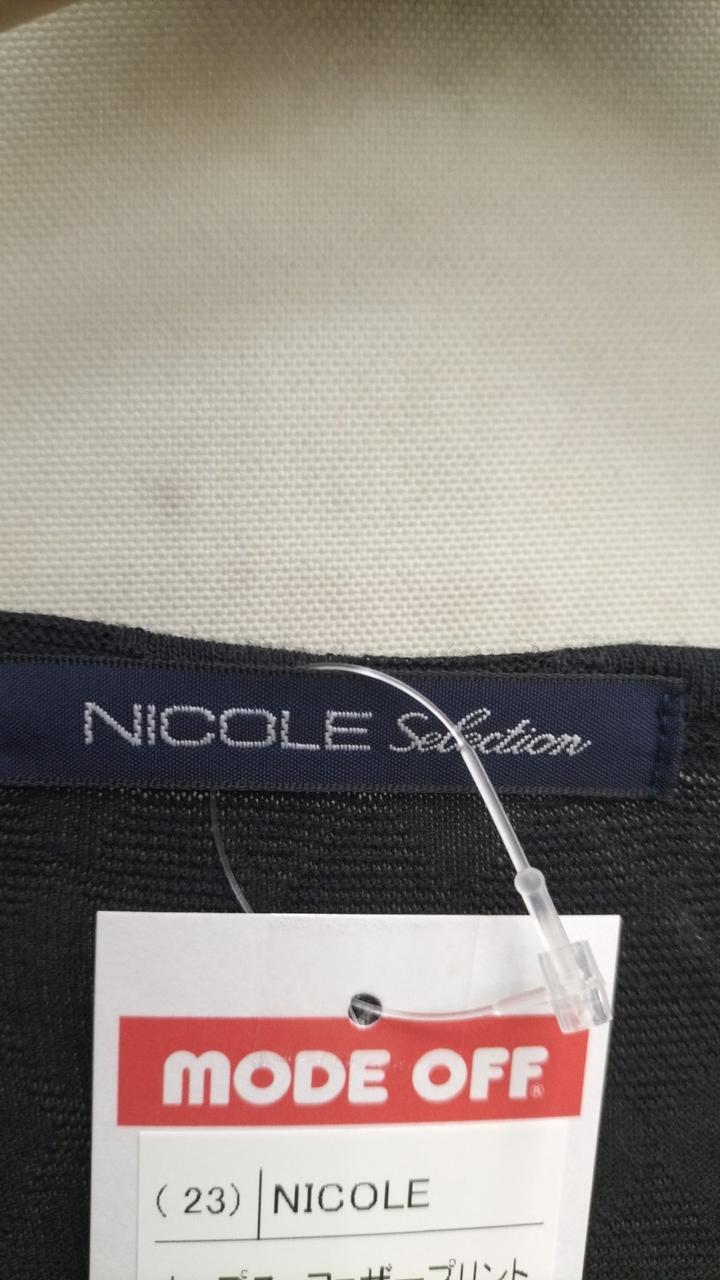 NICOLE Selection
MODE OFF®
( 23) NICOLE